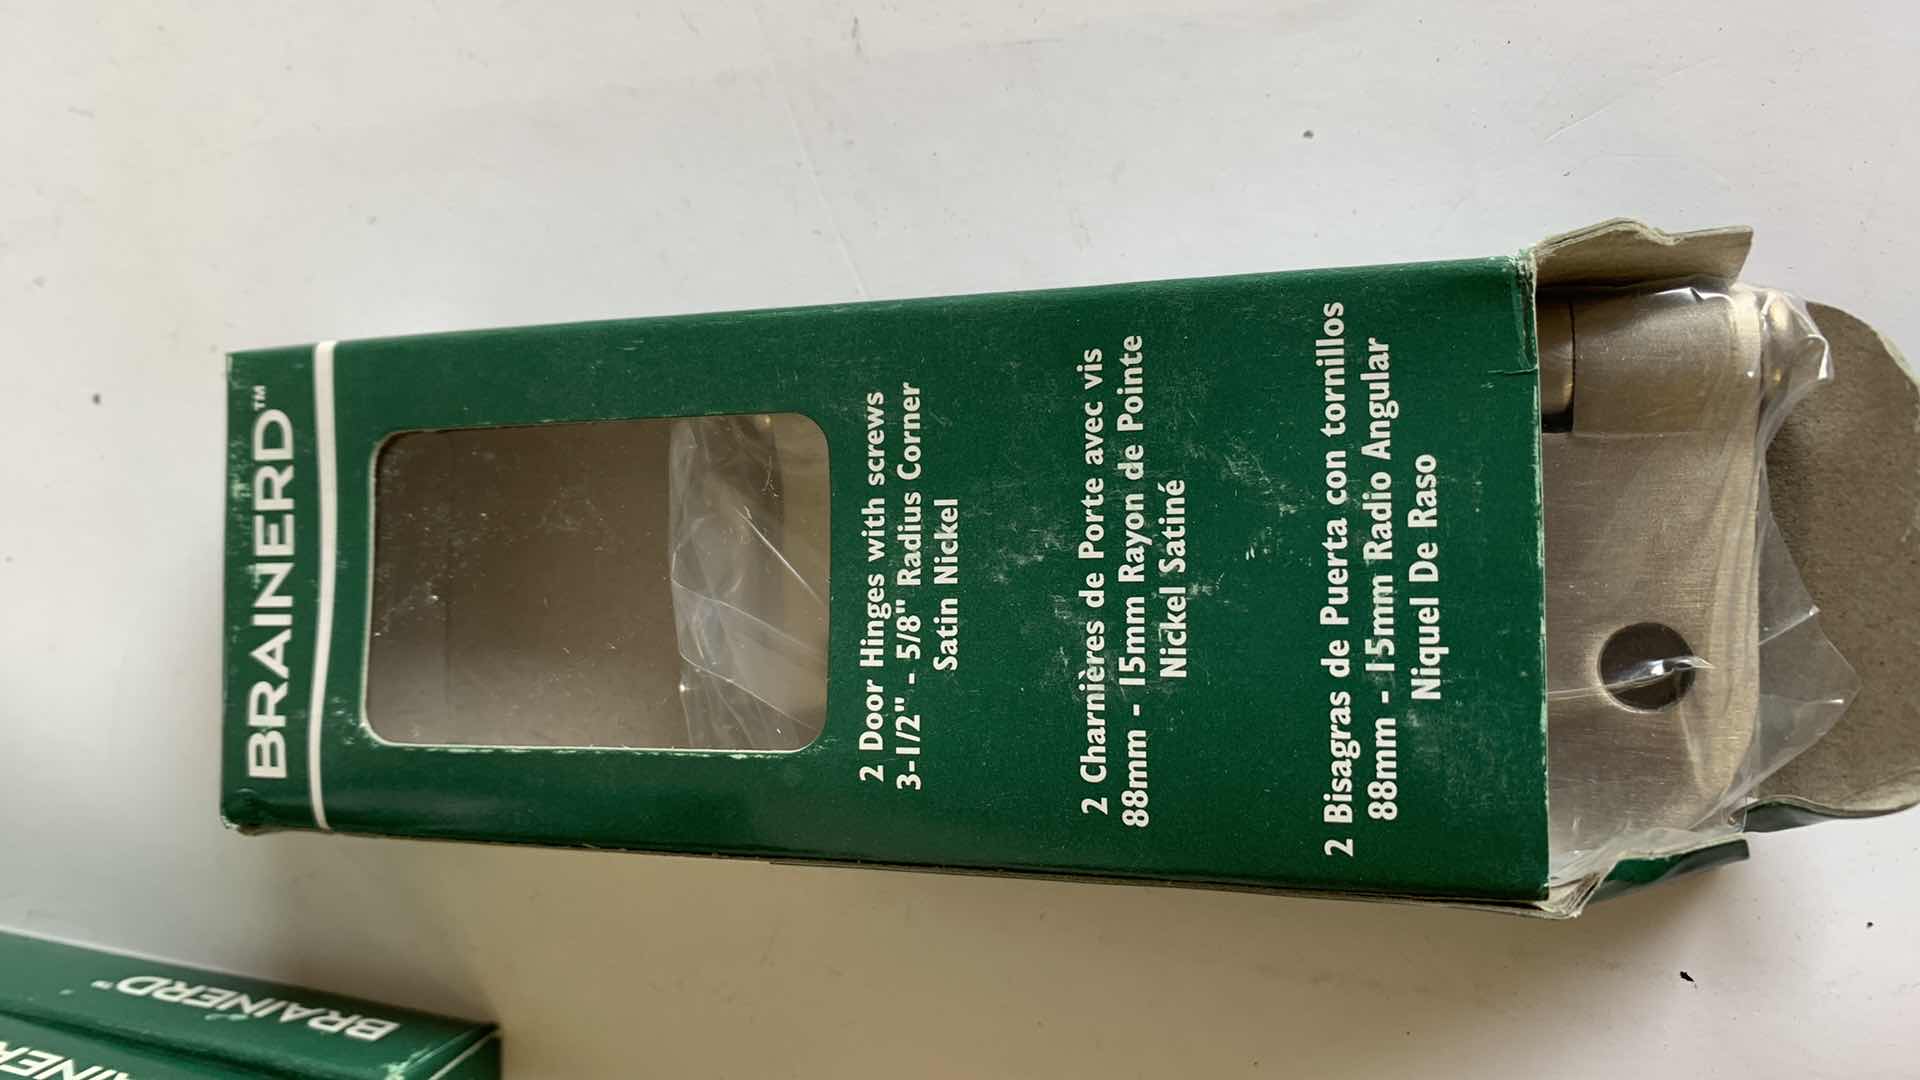 BRAINERD™
2 Door Hinges with screws
3-1/2" - 5/8" Radius Corner
Satin Nickel
2 Charnières de Porte avec vis
88mm - 15mm Rayon de Pointe
Nickel Satiné
2 Bisagras de Puerta con tornillos
88mm - 15mm Radio Angular
Niquel De Raso
BRAINERD™